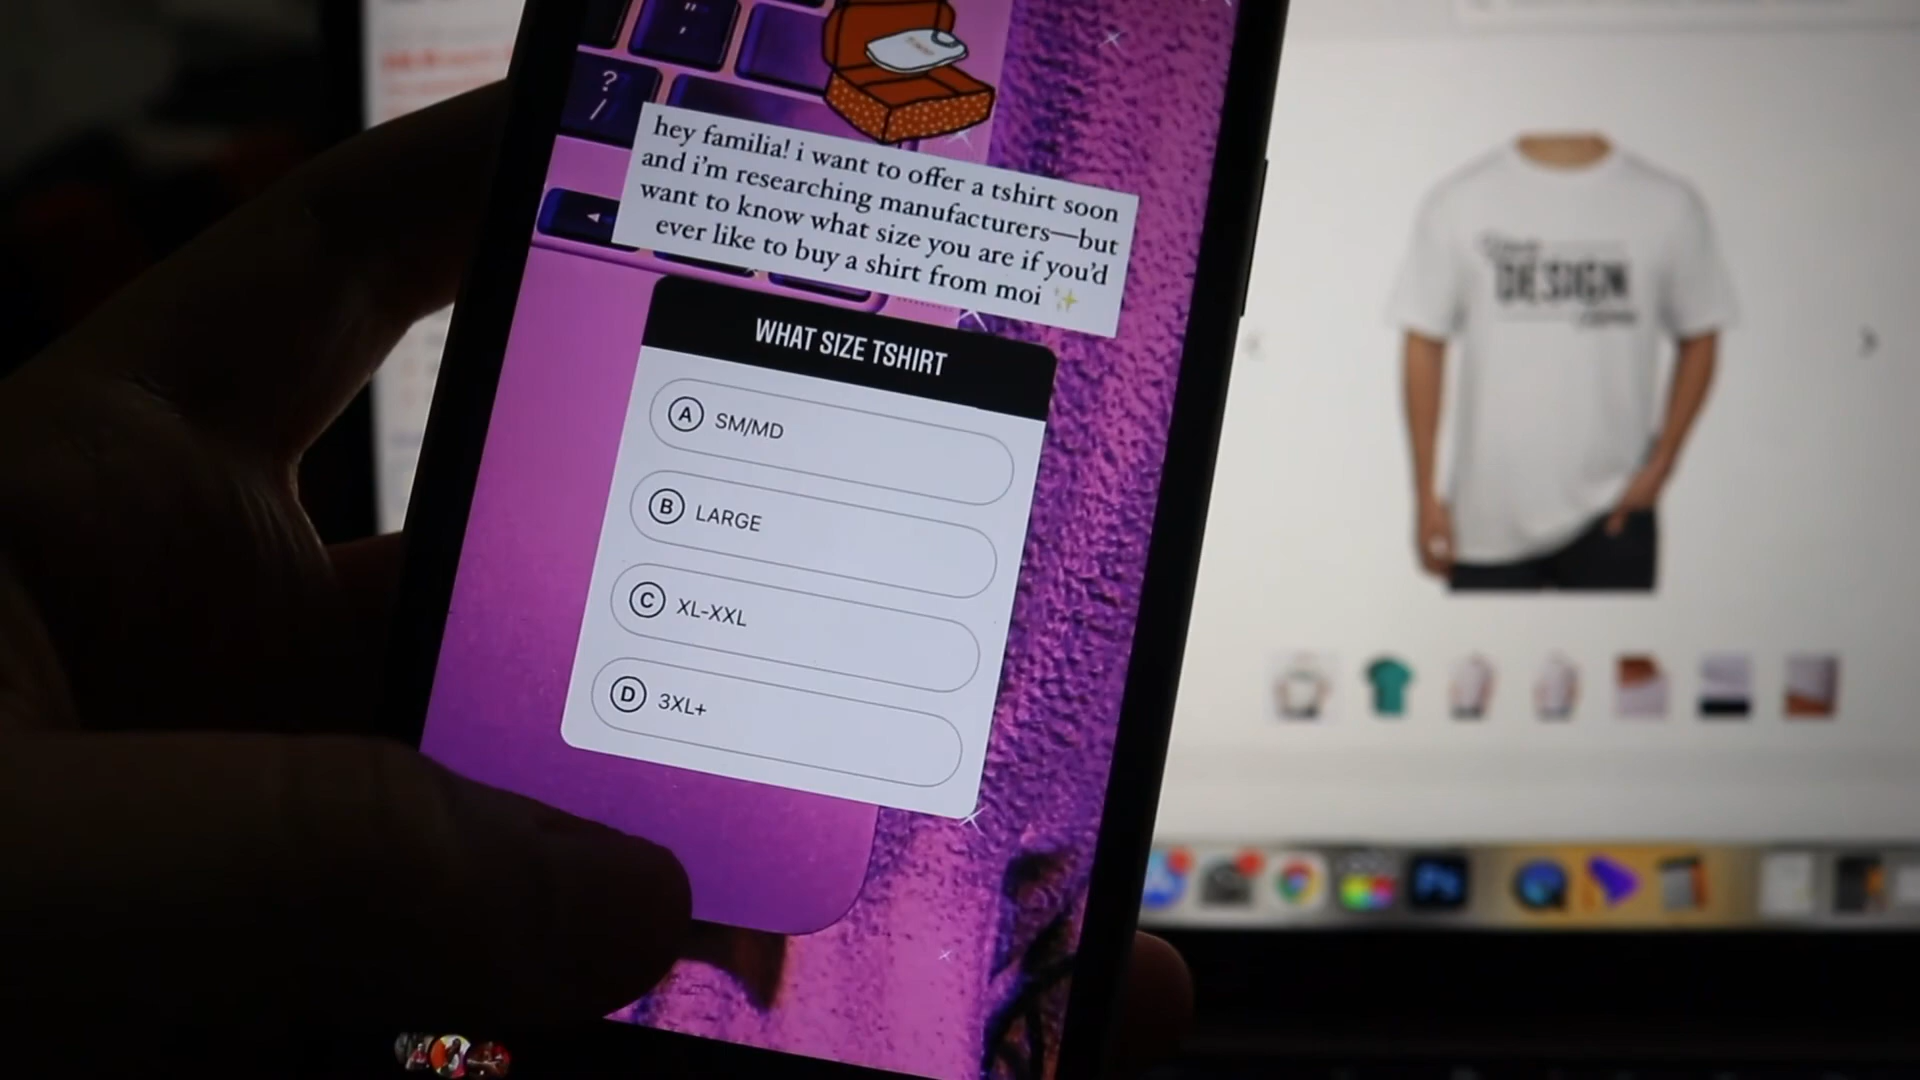 "
'
?
/
hey familia! i want to offer a tshirt soon
and i'm researching manufacturers—but
want to know what size you are if you'd
ever like to buy a shirt from moi ✨
WHAT SIZE TSHIRT
A SM/MD
B LARGE
C XL-XXL
D 3XL+
DESIGN
Ps